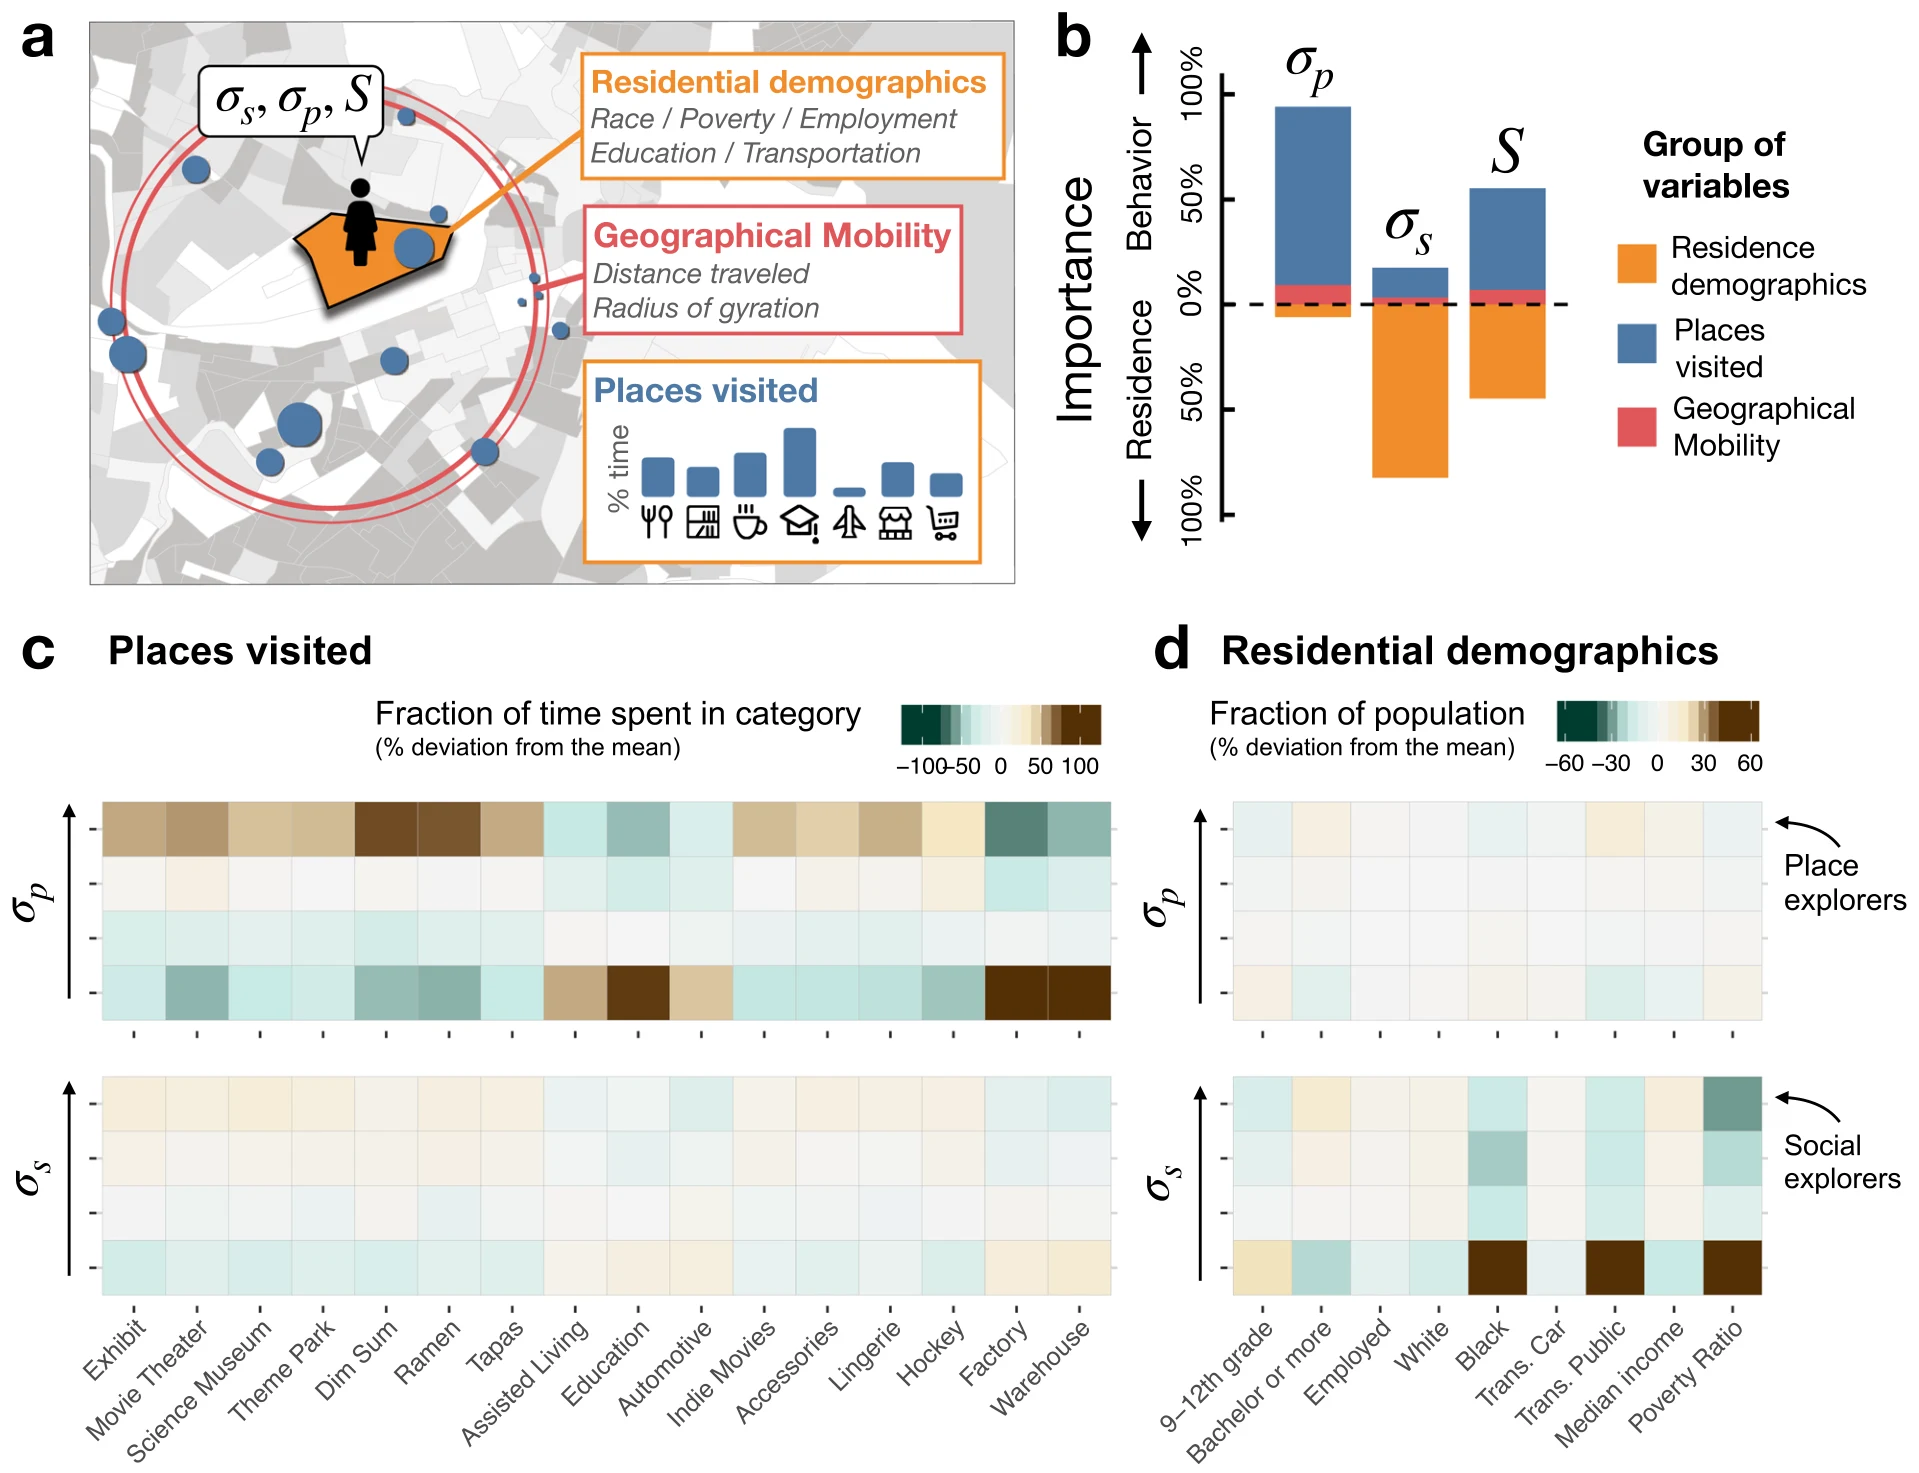 a
σs, σp, S
Residential demographics
Race / Poverty / Employment
Education / Transportation
Geographical Mobility
Distance traveled
Radius of gyration
Places visited
% time
b
Importance
Residence
Behavior
100%
50%
0%
50%
100%
σp
σs
S
Group of
variables
Residence
demographics
Places
visited
Geographical
Mobility
c Places visited
Fraction of time spent in category
(% deviation from the mean)
−100 −50 0 50 100
σp
σs
Exhibit
Movie Theater
Science Museum
Theme Park
Dim Sum
Ramen
Tapas
Assisted Living
Education
Automotive
Indie Movies
Accessories
Lingerie
Hockey
Factory
Warehouse
d Residential demographics
Fraction of population
(% deviation from the mean)
−60 −30 0 30 60
σp
Place
explorers
σs
Social
explorers
9−12th grade
Bachelor or more
Employed
White
Black
Trans. Car
Trans. Public
Median income
Poverty Ratio